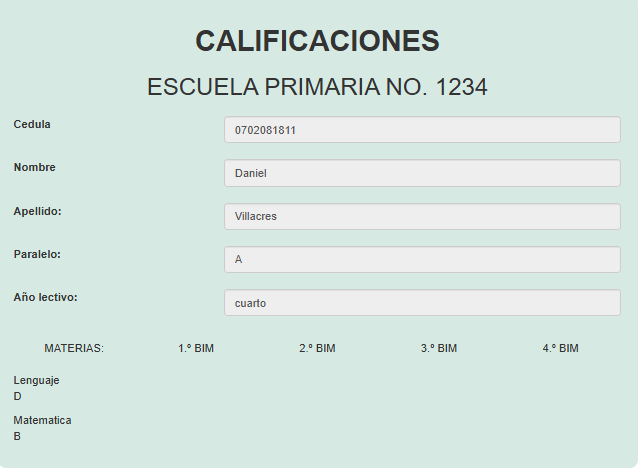 CALIFICACIONES
ESCUELA PRIMARIA NO. 1234
Cedula 0702081811
Nombre Daniel
Apellido: Villacres
Paralelo: A
Año lectivo: cuarto
MATERIAS: 1.º BIM 2.º BIM 3.º BIM 4.º BIM
Lenguaje
D
Matematica
B